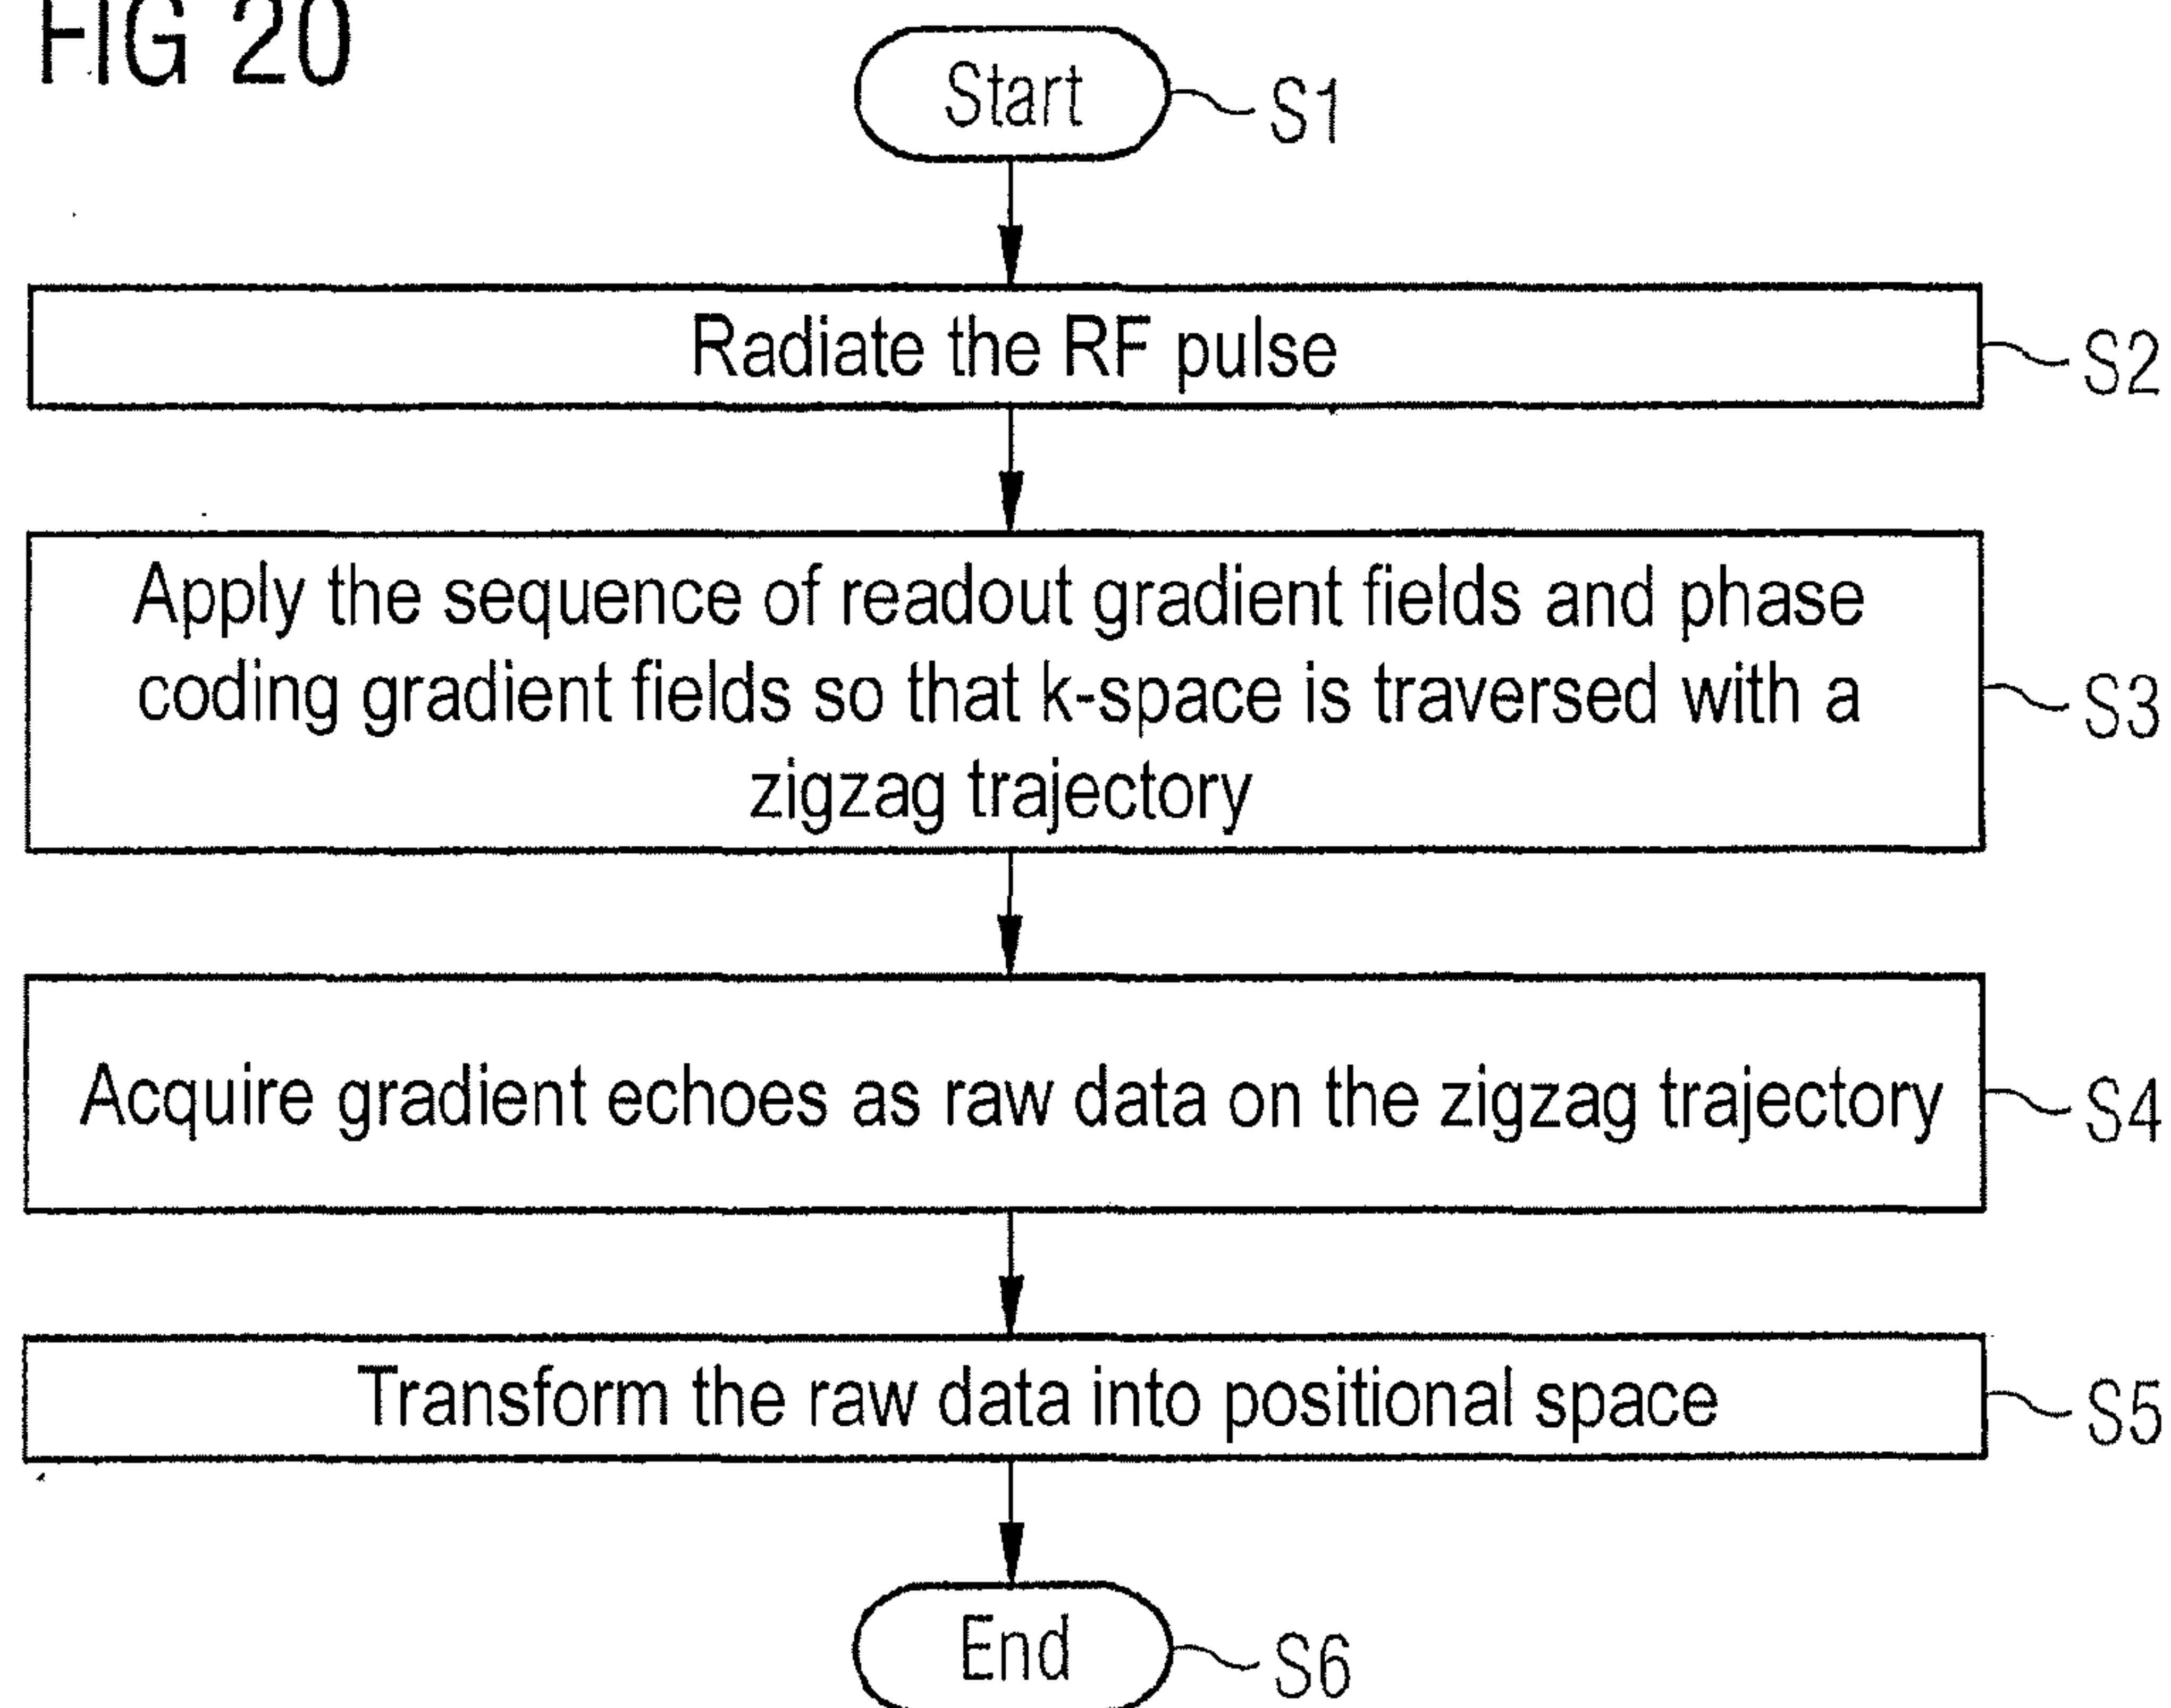 FIG 20
Start
S1
Radiate the RF pulse
S2
Apply the sequence of readout gradient fields and phase
coding gradient fields so that k-space is traversed with a
zigzag trajectory
S3
Acquire gradient echoes as raw data on the zigzag trajectory
S4
Transform the raw data into positional space
S5
End
S6